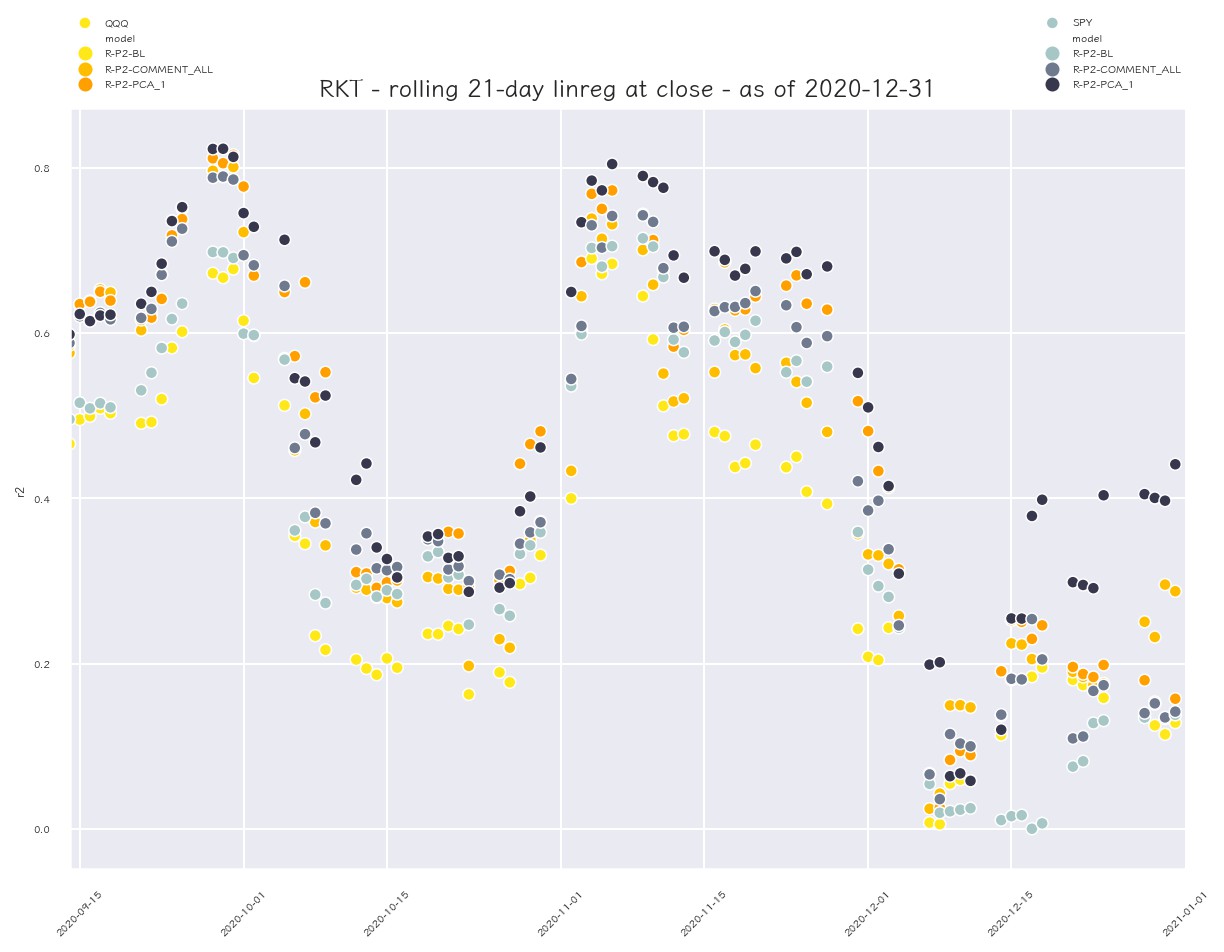 QQQ
model
R-P2-BL
R-P2-COMMENT_ALL
R-P2-PCA_1
SPY
model
R-P2-BL
R-P2-COMMENT_ALL
R-P2-PCA_1
RKT - rolling 21-day linreg at close - as of 2020-12-31
r2
0.8
0.6
0.4
0.2
0.0
2020-09-15
2020-10-01
2020-10-15
2020-11-01
2020-11-15
2020-12-01
2020-12-15
2021-01-01